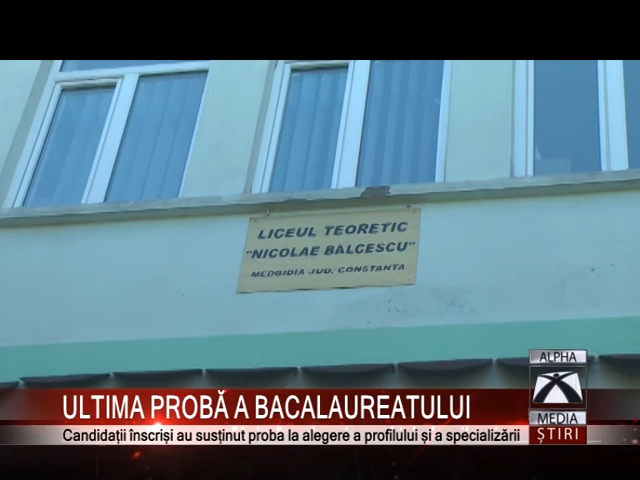 LICEUL TEORETIC
"NICOLAE BALCESCU"
MEDGIDIA JUD. CONSTANTA
ALPHA
MEDIA
ȘTIRI
ULTIMA PROBĂ A BACALAUREATULUI
Candidații înscriși au susținut proba la alegere a profilului și a specializării